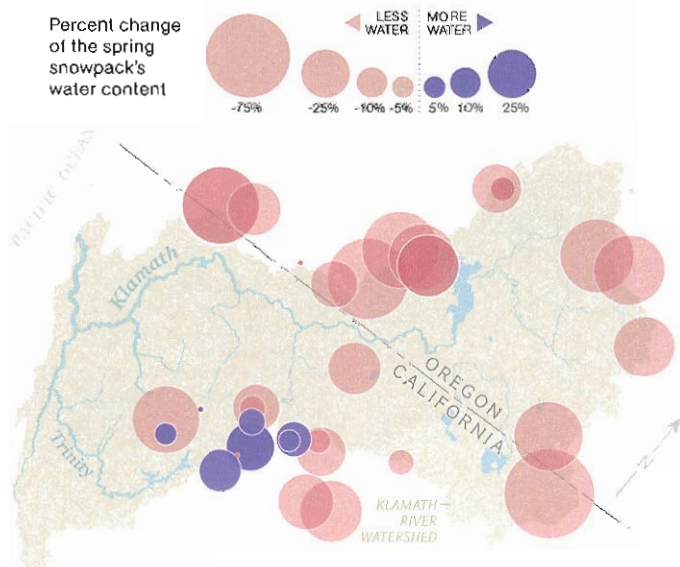 Percent change
of the spring
snowpack's
water content
LESS
WATER
MORE
WATER
-75%
-25%
-10%
-5%
5%
10%
25%
PACIFIC OCEAN
Klamath
Trinity
OREGON
CALIFORNIA
KLAMATH
RIVER
WATERSHED
N